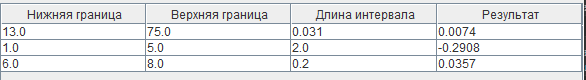 Нижняя граница Верхняя граница Длина интервала Результат
13.0 75.0 0.031 0.0074
1.0 5.0 2.0 -0.2908
6.0 8.0 0.2 0.0357